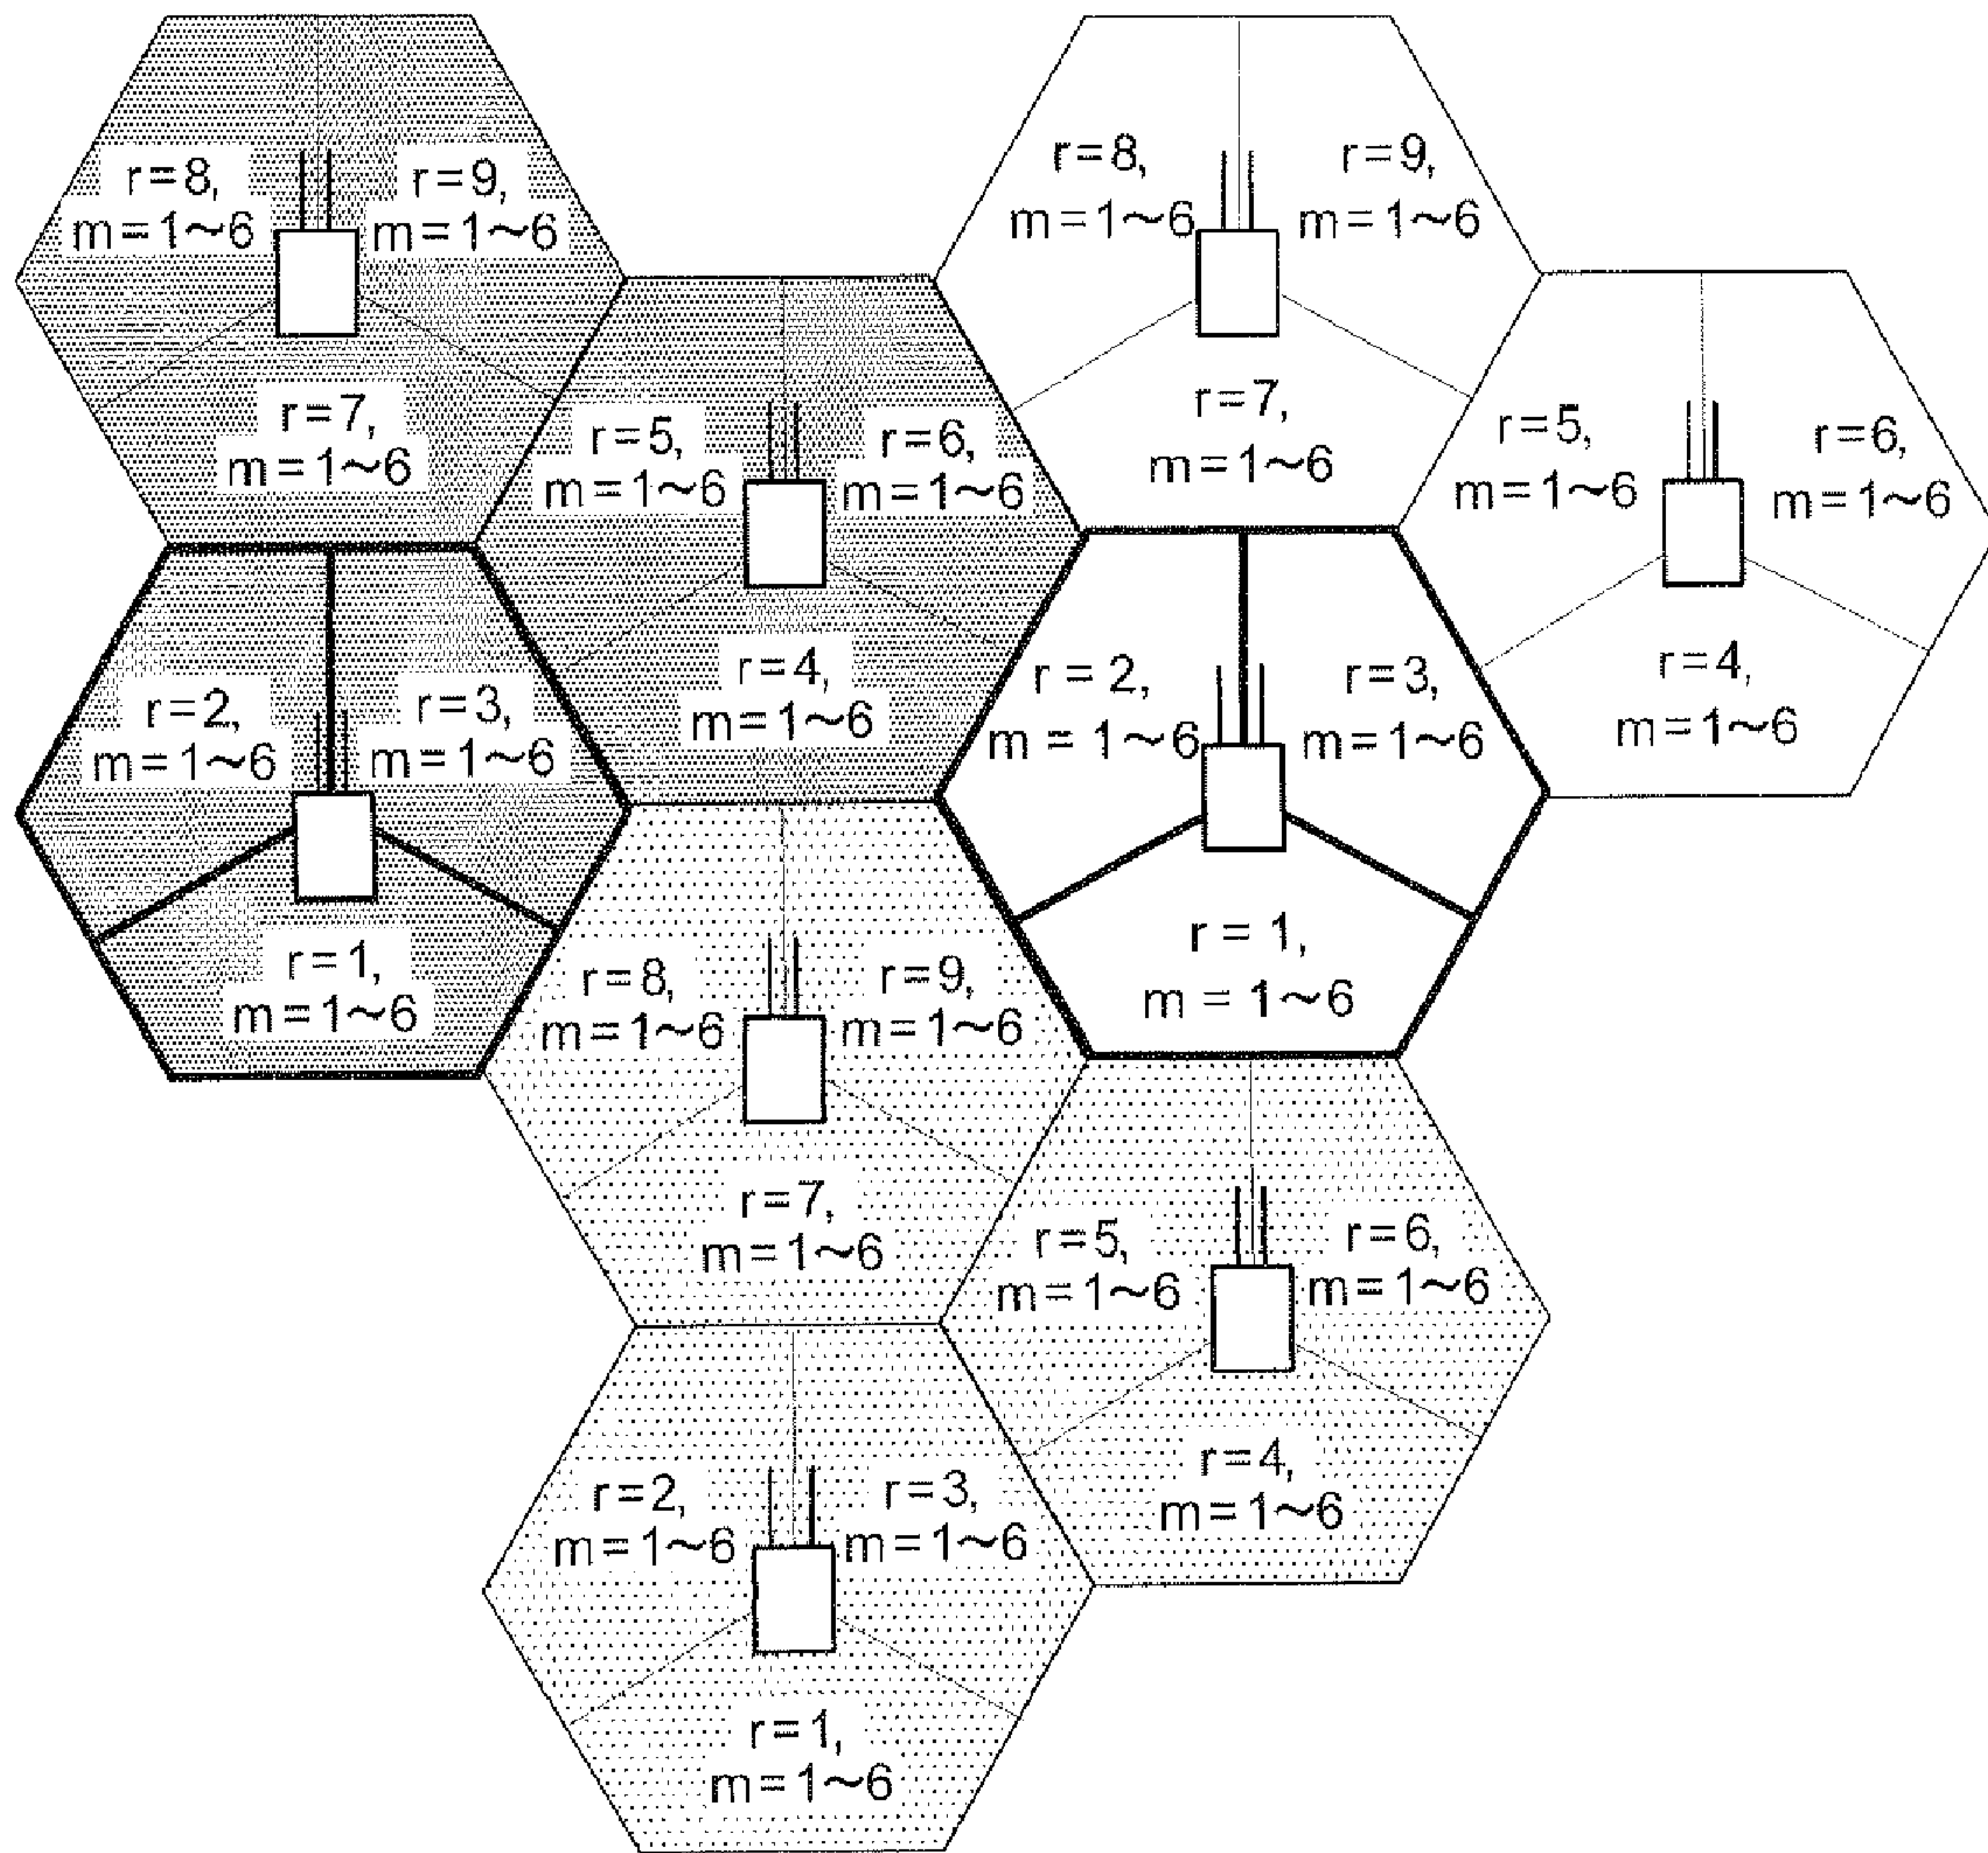 r=8,
m=1~6
r=9,
m=1~6
r=7,
m=1~6
r=8,
m=1~6
r=9,
m=1~6
r=7,
m=1~6
r=5,
m=1~6
r=6,
m=1~6
r=4,
m=1~6
r=5,
m=1~6
r=6,
m=1~6
r=4,
m=1~6
r=2,
m=1~6
r=3,
m=1~6
r=1,
m=1~6
r=2,
m = 1~6
r=3,
m=1~6
r = 1,
m = 1~6
r=8,
m=1~6
r=9,
m=1~6
r=7,
m=1~6
r=5,
m=1~6
r=6,
m=1~6
r=4,
m=1~6
r=2,
m=1~6
r=3,
m=1~6
r=1,
m=1~6